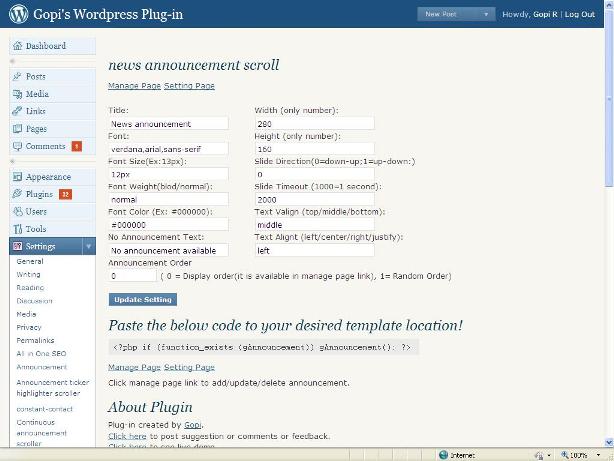 Gopi's Wordpress Plug-in
New Post
Howdy, Gopi R | Log Out
Dashboard
Posts
Media
Links
Pages
Comments 1
Appearance
Plugins 12
Users
Tools
Settings
General
Writing
Reading
Discussion
Media
Privacy
Permalinks
All in One SEO
Announcement
Announcement ticker
highlighter scroller
constant-contact
Continuous
announcement
scroller
news announcement scroll
Manage Page Setting Page
Title: Width (only number):
News announcement 280
Font: Height (only number):
verdana,arial,sans-serif 160
Font Size(Ex:13px): Slide Direction(0=down-up;1=up-down:)
12px 0
Font Weight(blod/normal): Slide Timeout (1000=1 second):
normal 2000
Font Color (Ex: #000000): Text Valign (top/middle/bottom):
#000000 middle
No Announcement Text: Text Alignt (left/center/right/justify):
No announcement available left
Announcement Order
0 ( 0 = Display order(it is available in manage page link), 1= Random Order)
Update Setting
Paste the below code to your desired template location!
<?php if (function_exists (gAnnouncement)) gAnnouncement(); ?>
Manage Page Setting Page
Click manage page link to add/update/delete announcement.
About Plugin
Plug-in created by Gopi.
Click here to post suggestion or comments or feedback.
Click here to see live demo
Internet
100%